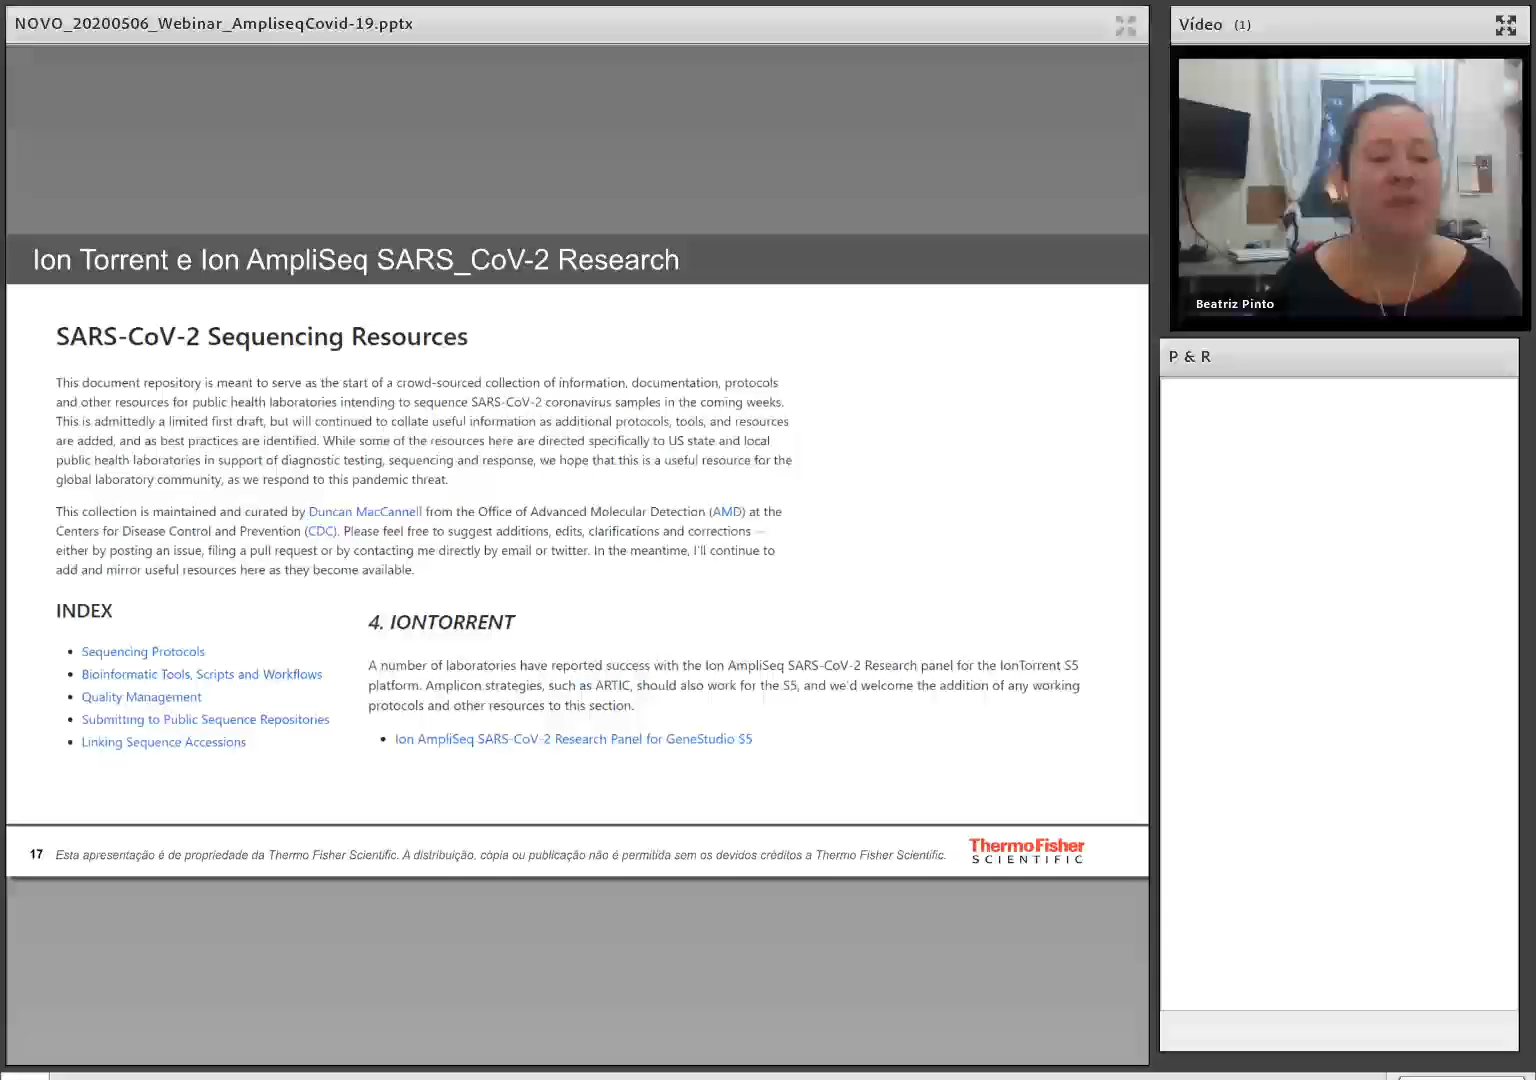 NOVO_20200506_Webinar_AmpliseqCovid-19.pptx
Vídeo (1)
Beatriz Pinto
P & R
Ion Torrent e Ion AmpliSeq SARS_CoV-2 Research
SARS-CoV-2 Sequencing Resources
This document repository is meant to serve as the start of a crowd-sourced collection of information, documentation, protocols
and other resources for public health laboratories intending to sequence SARS-CoV-2 coronavirus samples in the coming weeks.
This is admittedly a limited first draft, but will continued to collate useful information as additional protocols, tools, and resources
are added, and as best practices are identified. While some of the resources here are directed specifically to US state and local
public health laboratories in support of diagnostic testing, sequencing and response, we hope that this is a useful resource for the
global laboratory community, as we respond to this pandemic threat.
This collection is maintained and curated by Duncan MacCannell from the Office of Advanced Molecular Detection (AMD) at the
Centers for Disease Control and Prevention (CDC). Please feel free to suggest additions, edits, clarifications and corrections —
either by posting an issue, filing a pull request or by contacting me directly by email or twitter. In the meantime, I'll continue to
add and mirror useful resources here as they become available.
INDEX
• Sequencing Protocols
• Bioinformatic Tools, Scripts and Workflows
• Quality Management
• Submitting to Public Sequence Repositories
• Linking Sequence Accessions
4. IONTORRENT
A number of laboratories have reported success with the Ion AmpliSeq SARS-CoV-2 Research panel for the IonTorrent S5
platform. Amplicon strategies, such as ARTIC, should also work for the S5, and we'd welcome the addition of any working
protocols and other resources to this section.
• Ion AmpliSeq SARS-CoV-2 Research Panel for GeneStudio S5
17 Esta apresentação é de propriedade da Thermo Fisher Scientific. A distribuição, cópia ou publicação não é permitida sem os devidos créditos a Thermo Fisher Scientific.
ThermoFisher
SCIENTIFIC